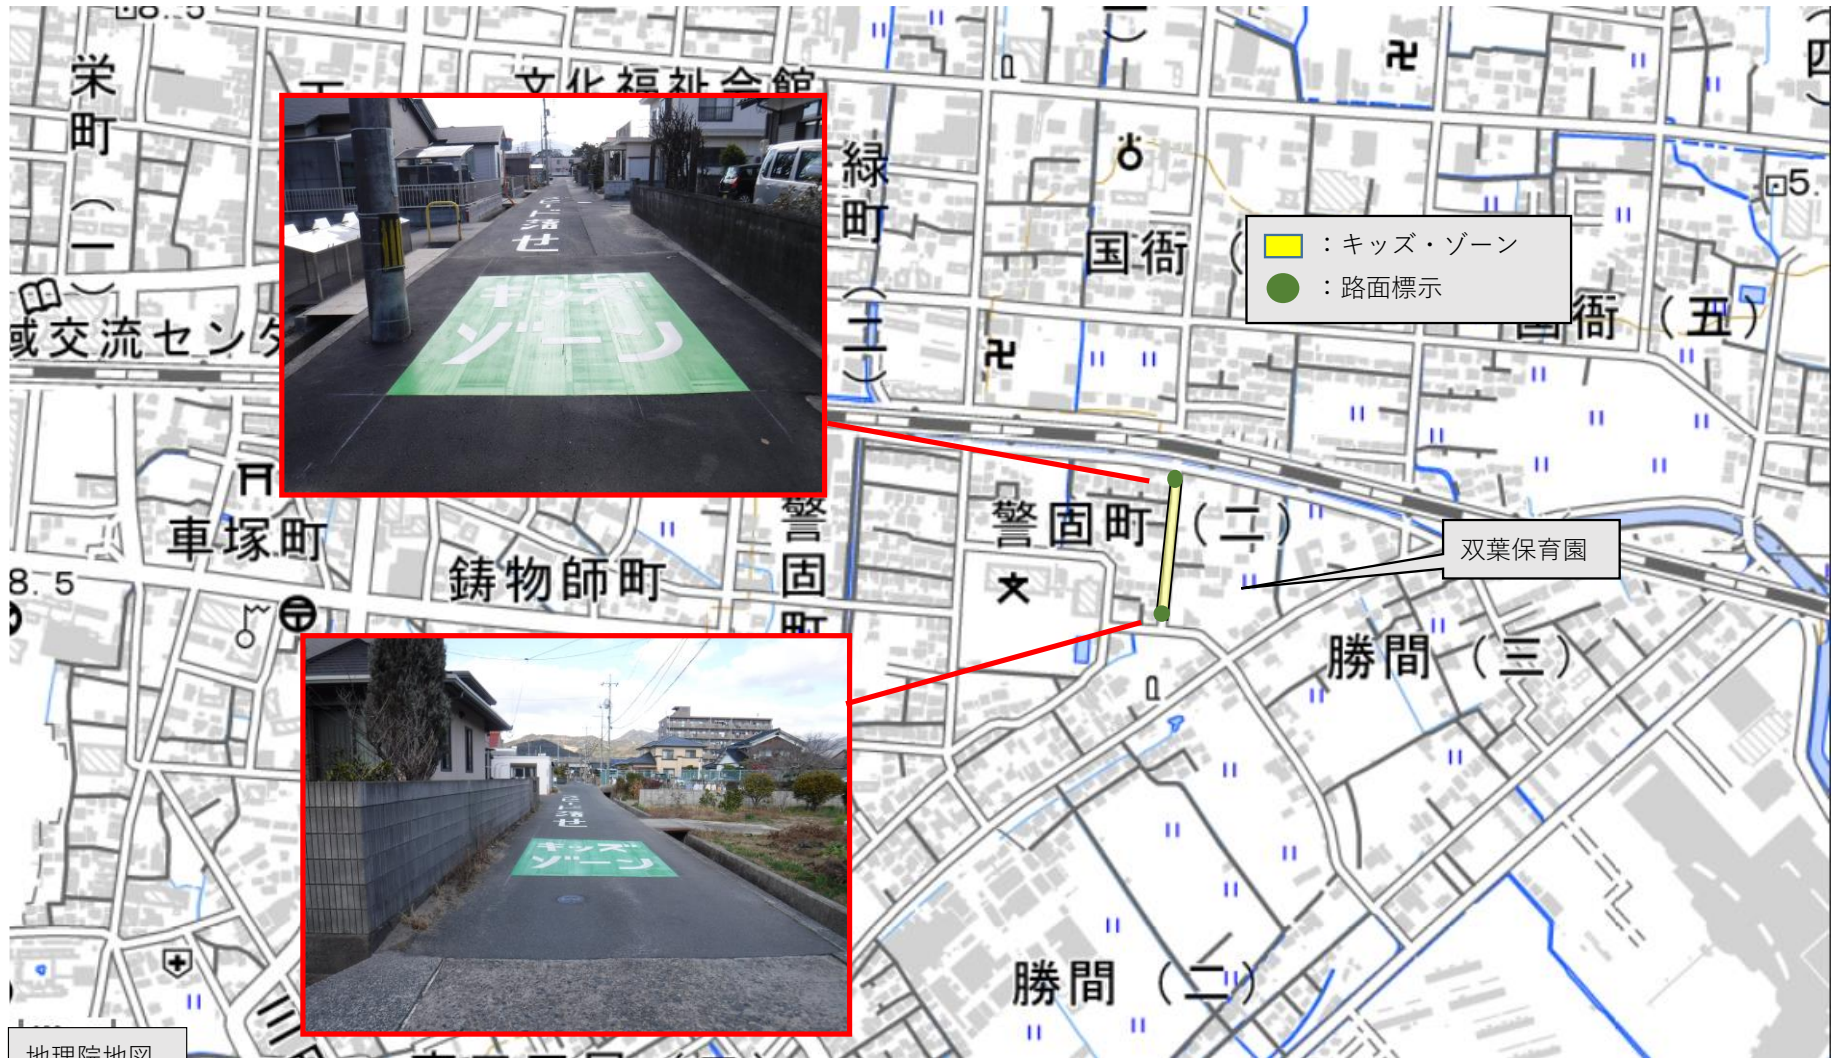 8.5
栄町（一）
文化福祉会館
緑町（二）
国衙（
5.
：キッズ・ゾーン
：路面標示
国衙（五）
域交流センタ
キッズ
ゾーン
警固町（二）
警固町
双葉保育園
車塚町
鋳物師町
8.5
勝間（三）
キッズ
ゾーン
勝間（二）
地理院地図